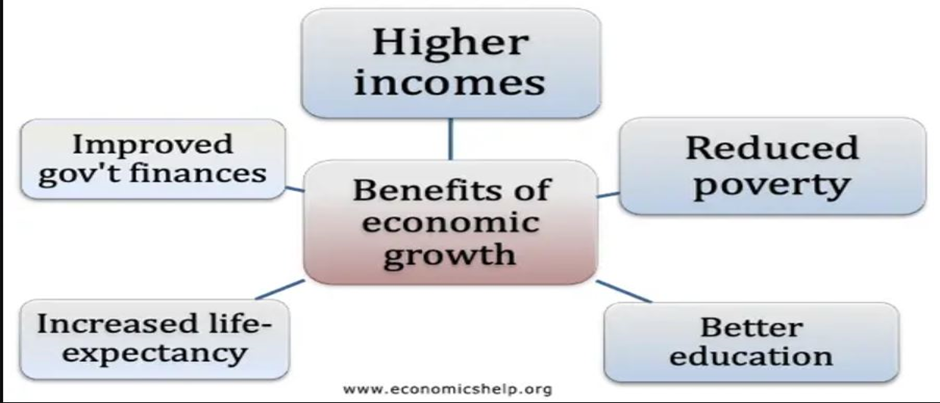 Higher
incomes
Improved
gov't finances
Reduced
poverty
Benefits of
economic
growth
Increased life-
expectancy
Better
education
www.economicshelp.org